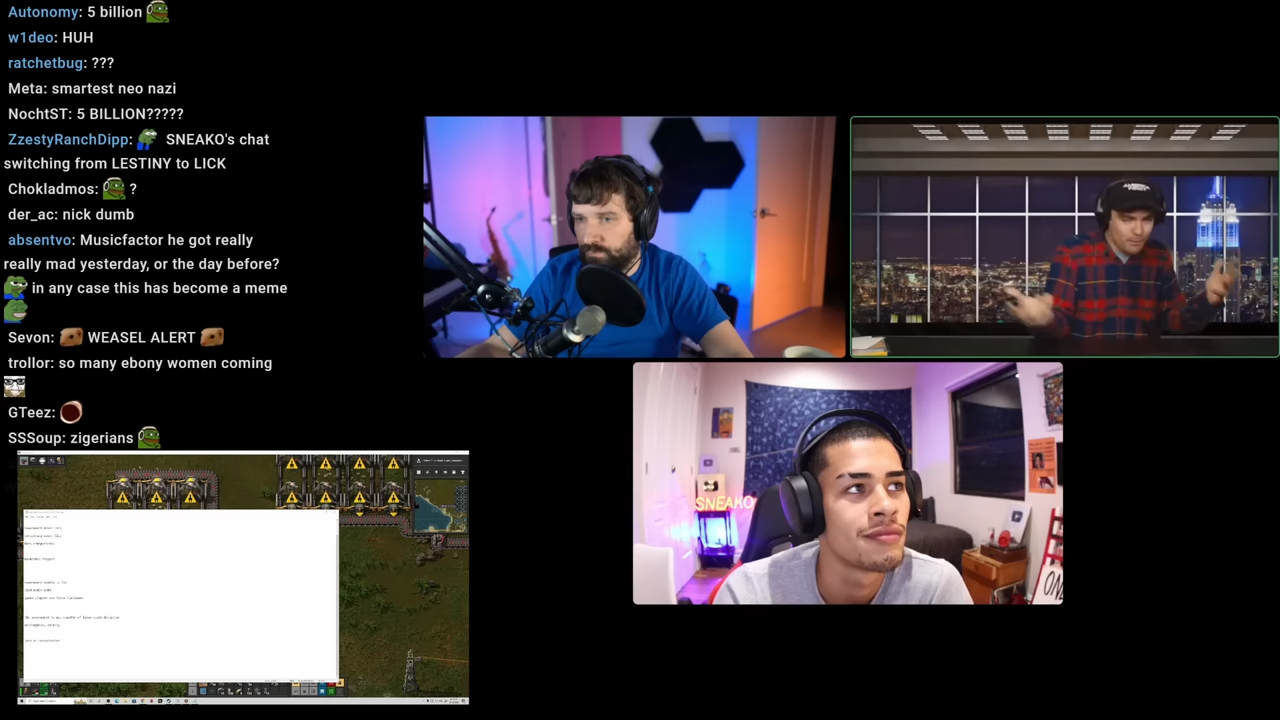 Autonomy: 5 billion
w1deo: HUH
ratchetbug: ???
Meta: smartest neo nazi
NochtST: 5 BILLION?????
ZzestyRanchDipp: SNEAKO's chat
switching from LESTINY to LICK
Chokladmos: ?
der_ac: nick dumb
absentvo: Musicfactor he got really
really mad yesterday, or the day before?
in any case this has become a meme
Sevon: WEASEL ALERT
trollor: so many ebony women coming
GTeez:
SSSoup: zigerians
AMERICA
FIRST
SNEAKO